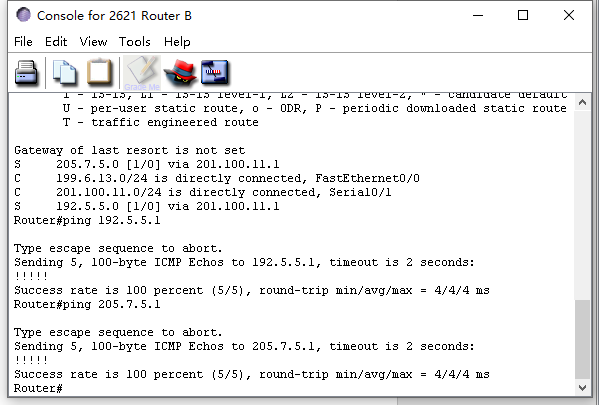 Console for 2621 Router B
File Edit View Tools Help
Grade Me
i - IS-IS, L1 - IS-IS level-1, L2 - IS-IS level-2, * - candidate default
U - per-user static route, o - ODR, P - periodic downloaded static route
T - traffic engineered route
Gateway of last resort is not set
S 205.7.5.0 [1/0] via 201.100.11.1
C 199.6.13.0/24 is directly connected, FastEthernet0/0
C 201.100.11.0/24 is directly connected, Serial0/1
S 192.5.5.0 [1/0] via 201.100.11.1
Router#ping 192.5.5.1
Type escape sequence to abort.
Sending 5, 100-byte ICMP Echos to 192.5.5.1, timeout is 2 seconds:
!!!!!
Success rate is 100 percent (5/5), round-trip min/avg/max = 4/4/4 ms
Router#ping 205.7.5.1
Type escape sequence to abort.
Sending 5, 100-byte ICMP Echos to 205.7.5.1, timeout is 2 seconds:
!!!!!
Success rate is 100 percent (5/5), round-trip min/avg/max = 4/4/4 ms
Router#